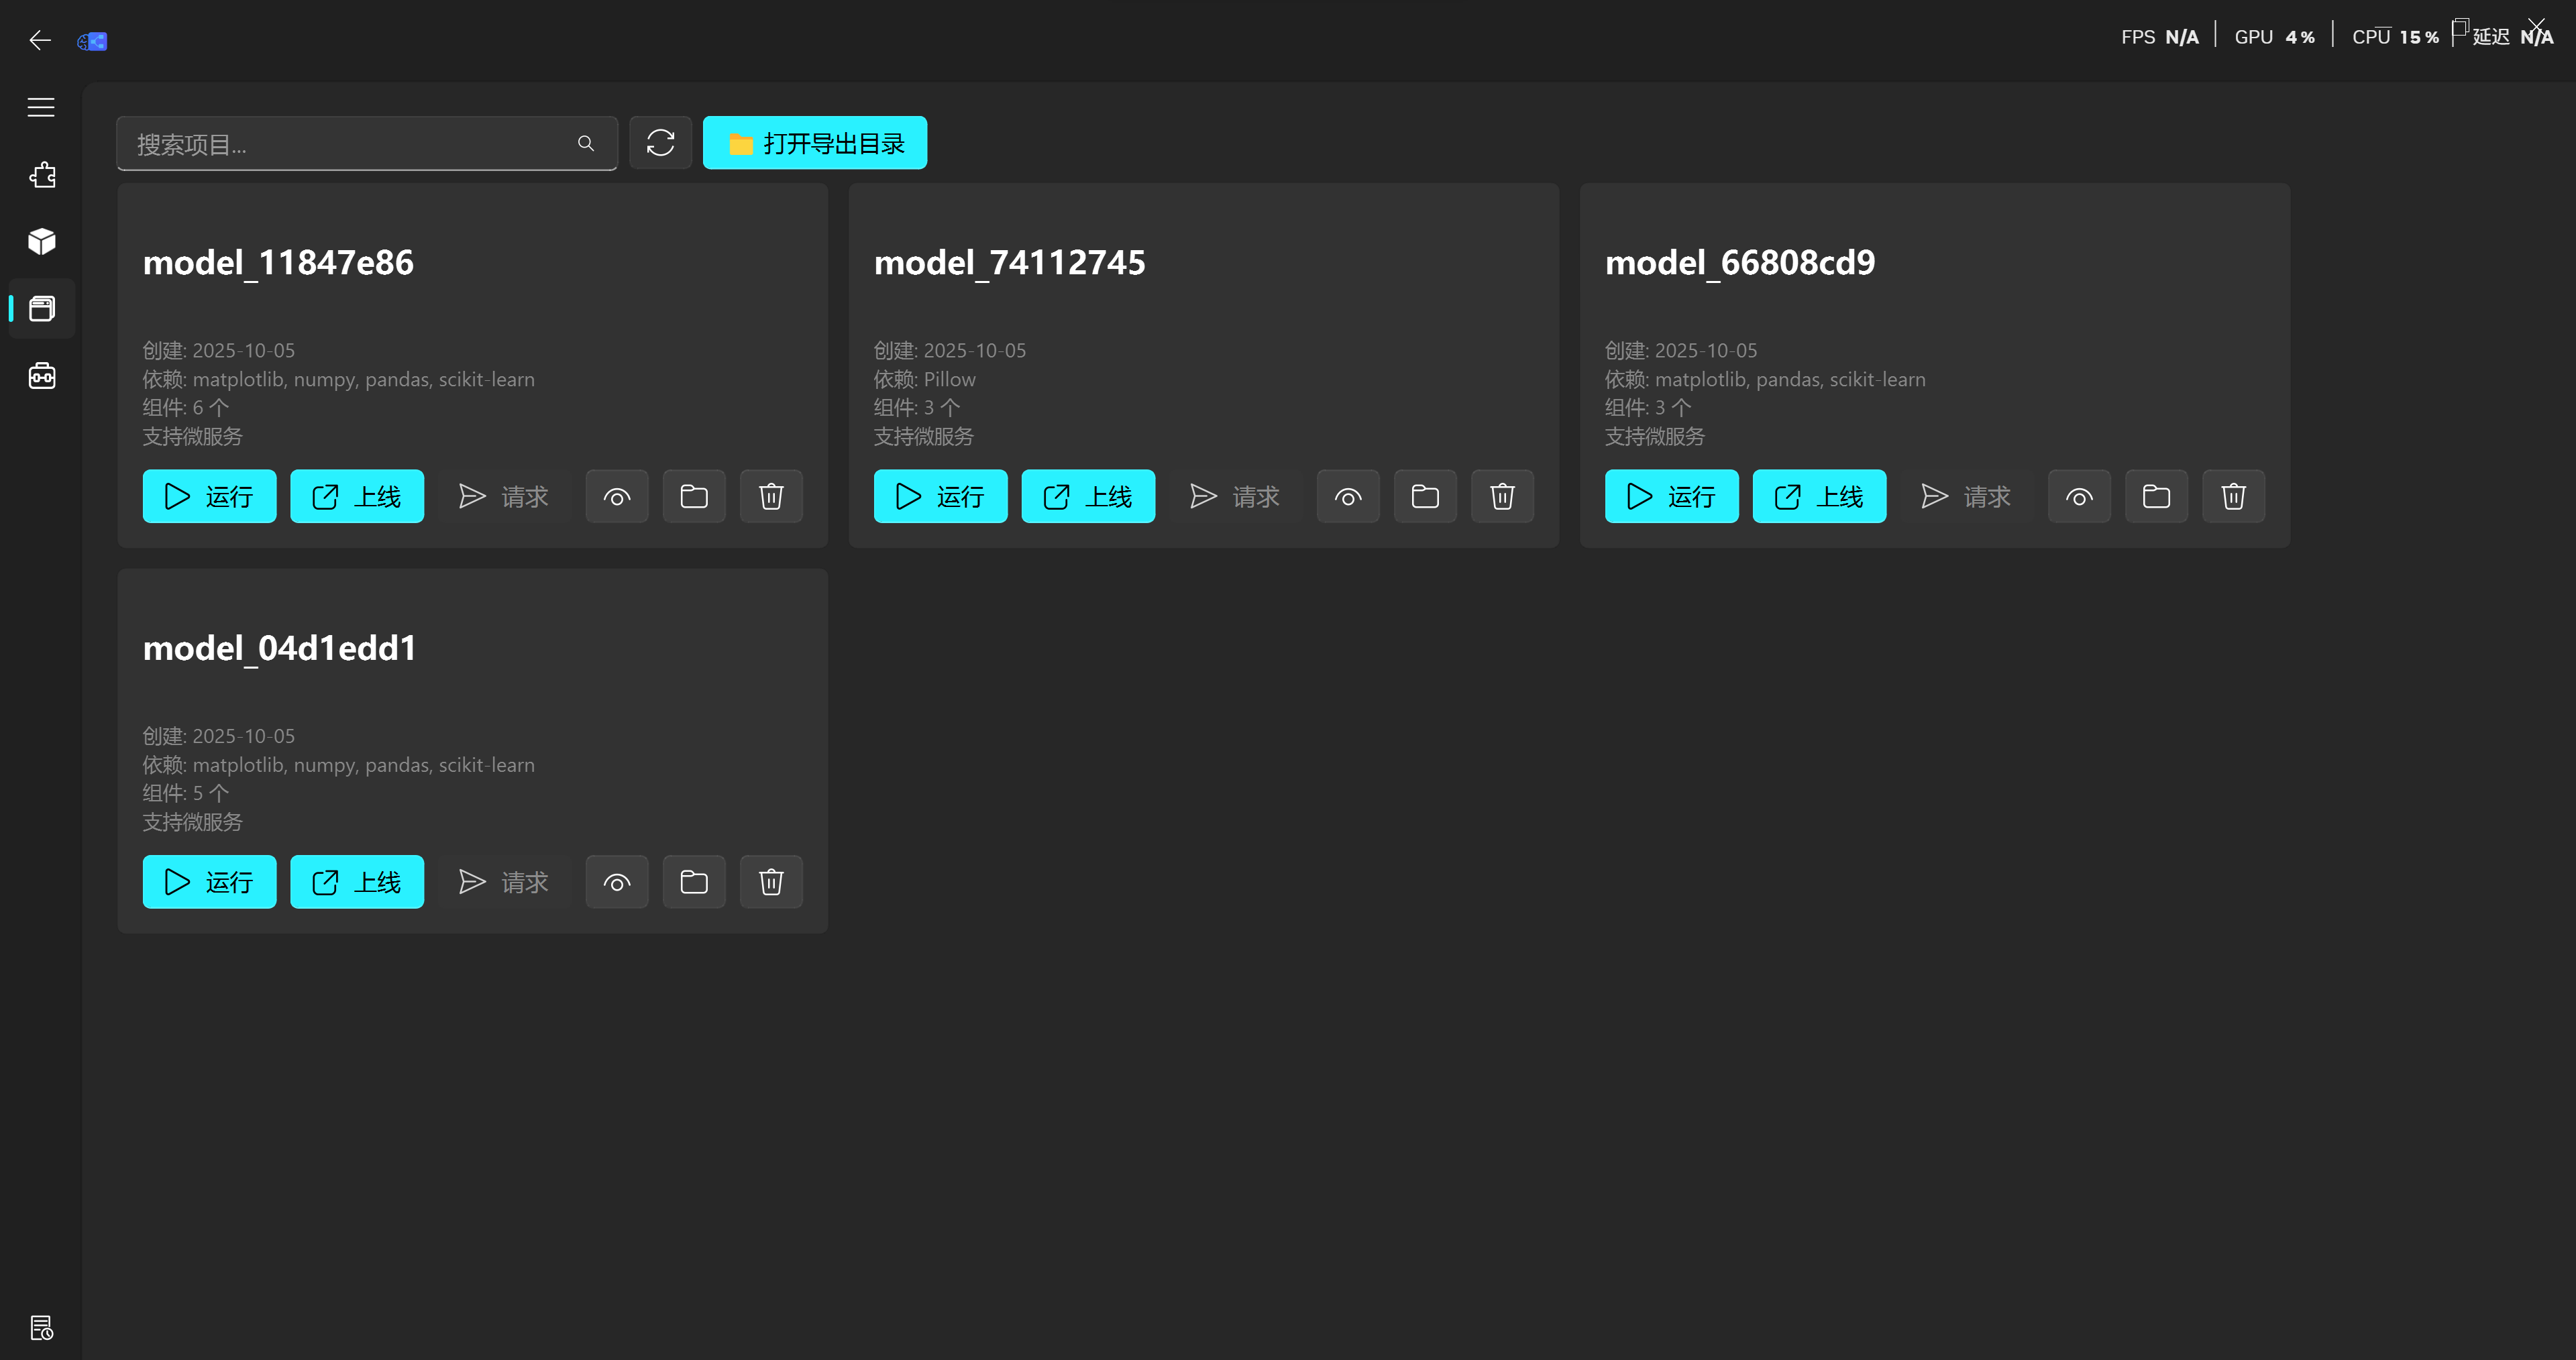 FPS N/A GPU 4% CPU 15% 延迟 N/A
搜索项目...
打开导出目录
model_11847e86
创建: 2025-10-05
依赖: matplotlib, numpy, pandas, scikit-learn
组件: 6 个
支持微服务
运行 上线 请求
model_74112745
创建: 2025-10-05
依赖: Pillow
组件: 3 个
支持微服务
运行 上线 请求
model_66808cd9
创建: 2025-10-05
依赖: matplotlib, pandas, scikit-learn
组件: 3 个
支持微服务
运行 上线 请求
model_04d1edd1
创建: 2025-10-05
依赖: matplotlib, numpy, pandas, scikit-learn
组件: 5 个
支持微服务
运行 上线 请求